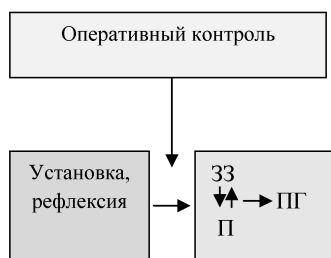 Оперативный контроль
Установка,
рефлексия
ЗЗ
ПГ
П